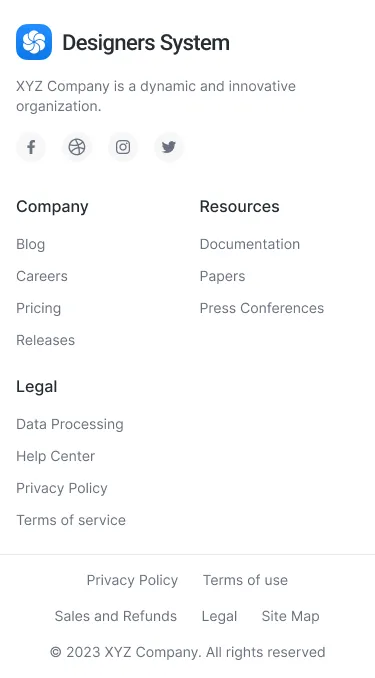 Designers System
XYZ Company is a dynamic and innovative
organization.
Company
Blog
Careers
Pricing
Releases
Resources
Documentation
Papers
Press Conferences
Legal
Data Processing
Help Center
Privacy Policy
Terms of service
Privacy Policy Terms of use
Sales and Refunds Legal Site Map
© 2023 XYZ Company. All rights reserved